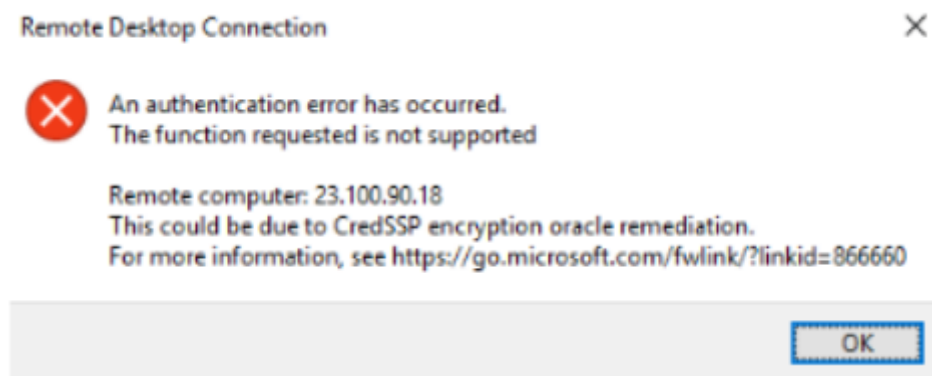 Remote Desktop Connection
An authentication error has occurred.
The function requested is not supported
Remote computer: 23.100.90.18
This could be due to CredSSP encryption oracle remediation.
For more information, see https://go.microsoft.com/fwlink/?linkid=866660
OK